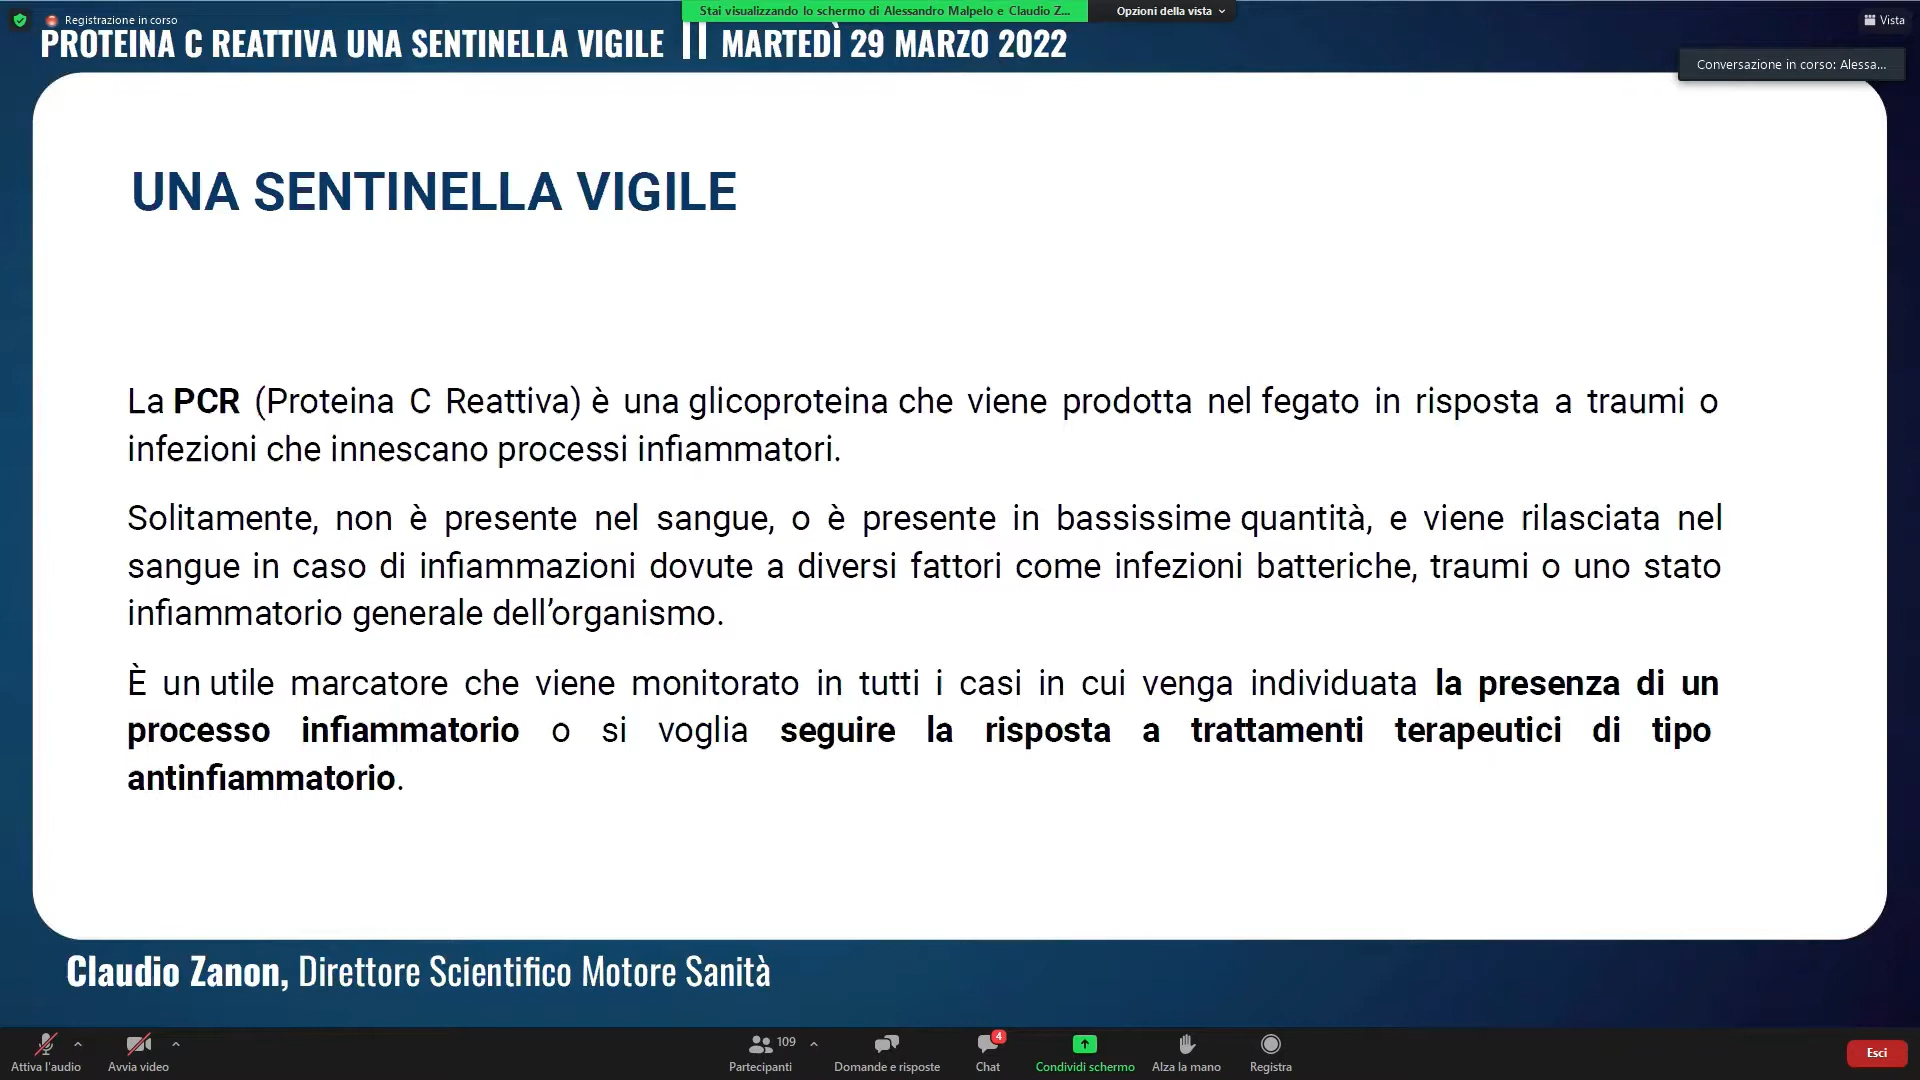 Registrazione in corso
Stai visualizzando lo schermo di Alessandro Malpelo e Claudio Z...
Opzioni della vista
Vista
PROTEINA C REATTIVA UNA SENTINELLA VIGILE || MARTEDÌ 29 MARZO 2022
Conversazione in corso: Alessa...
UNA SENTINELLA VIGILE
La PCR (Proteina C Reattiva) è una glicoproteina che viene prodotta nel fegato in risposta a traumi o
infezioni che innescano processi infiammatori.
Solitamente, non è presente nel sangue, o è presente in bassissime quantità, e viene rilasciata nel
sangue in caso di infiammazioni dovute a diversi fattori come infezioni batteriche, traumi o uno stato
infiammatorio generale dell’organismo.
È un utile marcatore che viene monitorato in tutti i casi in cui venga individuata la presenza di un
processo infiammatorio o si voglia seguire la risposta a trattamenti terapeutici di tipo
antinfiammatorio.
Claudio Zanon, Direttore Scientifico Motore Sanità
Attiva l'audio
Avvia video
109
Partecipanti
Domande e risposte
4
Chat
Condividi schermo
Alza la mano
Registra
Esci